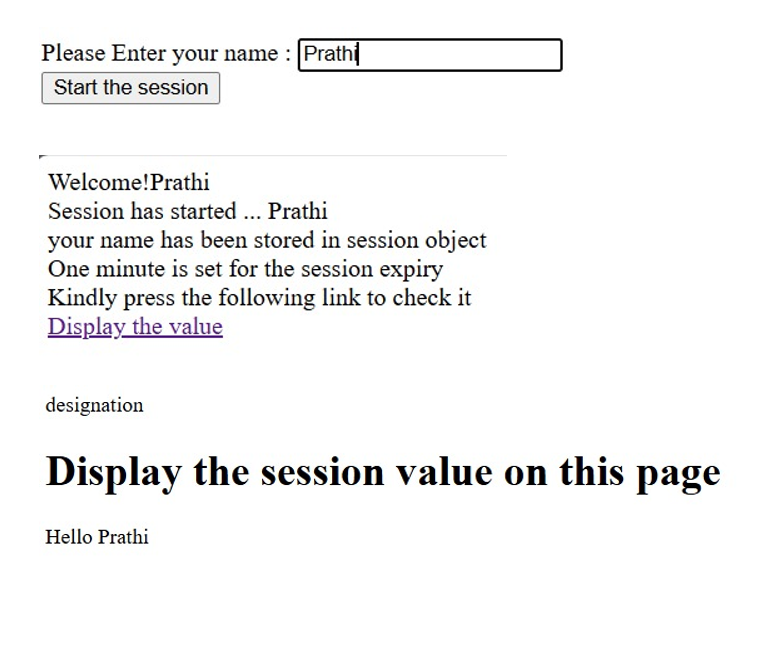 Please Enter your name : Prathi
Start the session
Welcome!Prathi
Session has started ... Prathi
your name has been stored in session object
One minute is set for the session expiry
Kindly press the following link to check it
Display the value
designation
Display the session value on this page
Hello Prathi